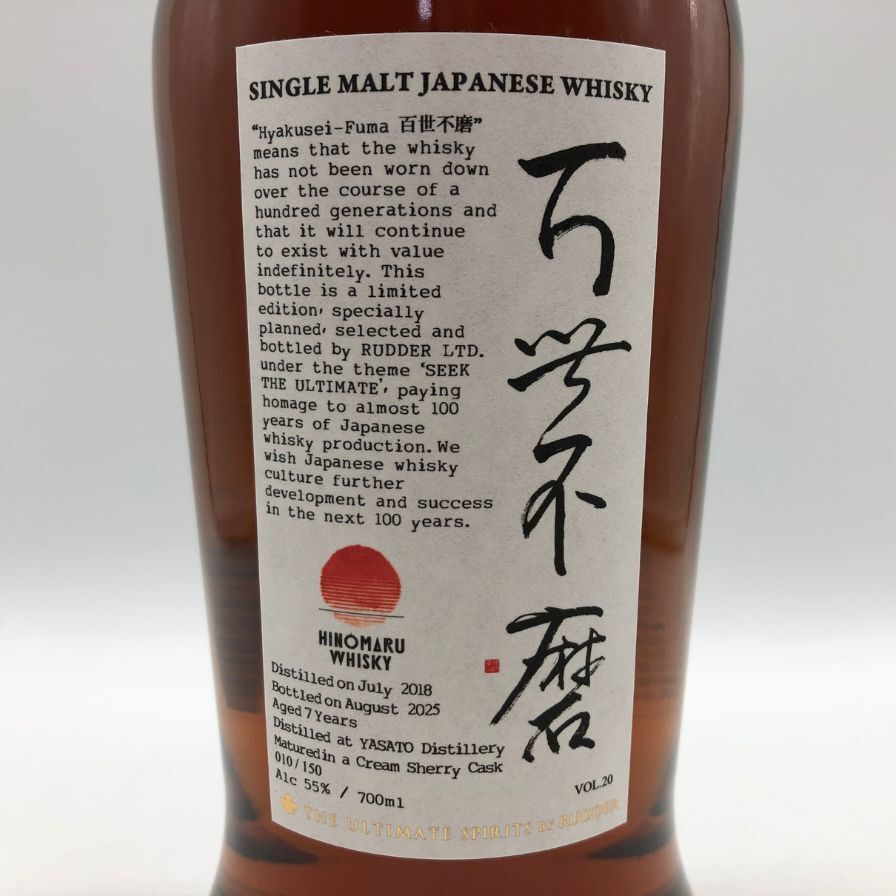 SINGLE MALT JAPANESE WHISKY
“Hyakusei-Fuma 百世不磨”
means that the whisky
has not been worn down
over the course of a
hundred generations and
that it will continue
to exist with value
indefinitely. This
bottle is a limited
edition, specially
planned, selected and
bottled by RUDDER LTD.
under the theme ‘SEEK
THE ULTIMATE’, paying
homage to almost 100
years of Japanese
whisky production. We
wish Japanese whisky
culture further
development and success
in the next 100 years.
百世不磨
HINOMARU
WHISKY
Distilled on July 2018
Bottled on August 2025
Aged 7 Years
Distilled at YASATO Distillery
Matured in a Cream Sherry Cask
010/150
Alc 55% / 700ml
VOL.20
THE ULTIMATE SPIRITS BY RUDDER